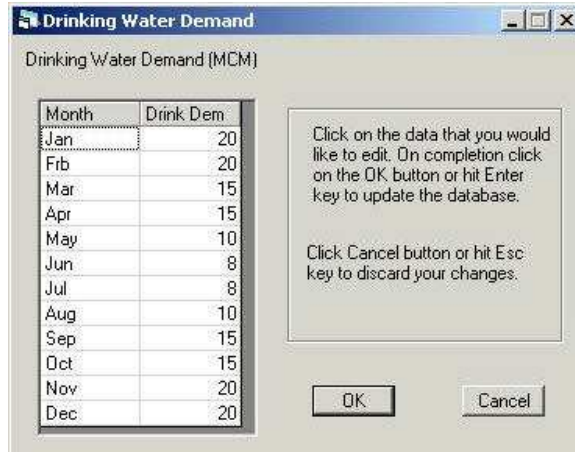 Drinking Water Demand
Drinking Water Demand (MCM)
Month Drink Dem
Jan 20
Frb 20
Mar 15
Apr 15
May 10
Jun 8
Jul 8
Aug 10
Sep 15
Oct 15
Nov 20
Dec 20
Click on the data that you would
like to edit. On completion click
on the OK button or hit Enter
key to update the database.
Click Cancel button or hit Esc
key to discard your changes.
OK Cancel